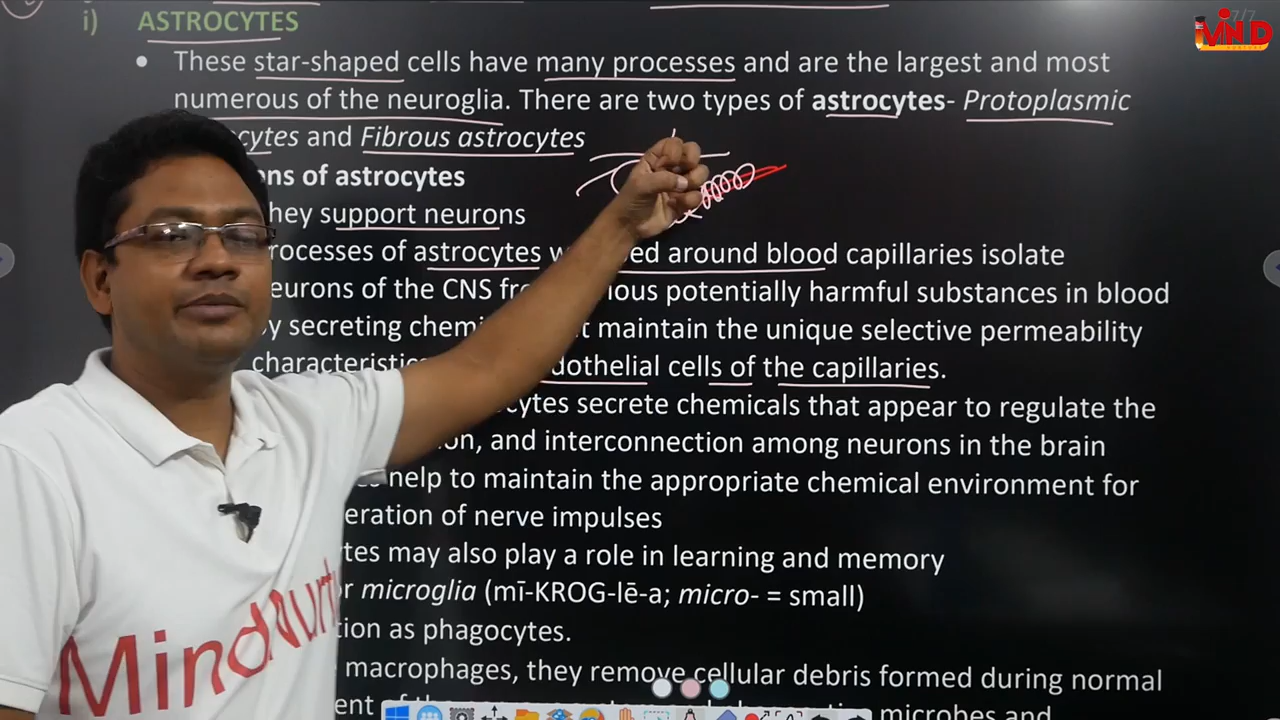 i) ASTROCYTES
7/7
MIND
• These star-shaped cells have many processes and are the largest and most
numerous of the neuroglia. There are two types of astrocytes- Protoplasmic
cytes and Fibrous astrocytes
ons of astrocytes
hey support neurons
rocesses of astrocytes w ed around blood capillaries isolate
eurons of the CNS fr ious potentially harmful substances in blood
y secreting chemi t maintain the unique selective permeability
characteristic dothelial cells of the capillaries.
cytes secrete chemicals that appear to regulate the
on, and interconnection among neurons in the brain
help to maintain the appropriate chemical environment for
eration of nerve impulses
tes may also play a role in learning and memory
r microglia (mī-KROG-lē-a; micro- = small)
tion as phagocytes.
macrophages, they remove cellular debris formed during normal
microbes and
MindNurtu